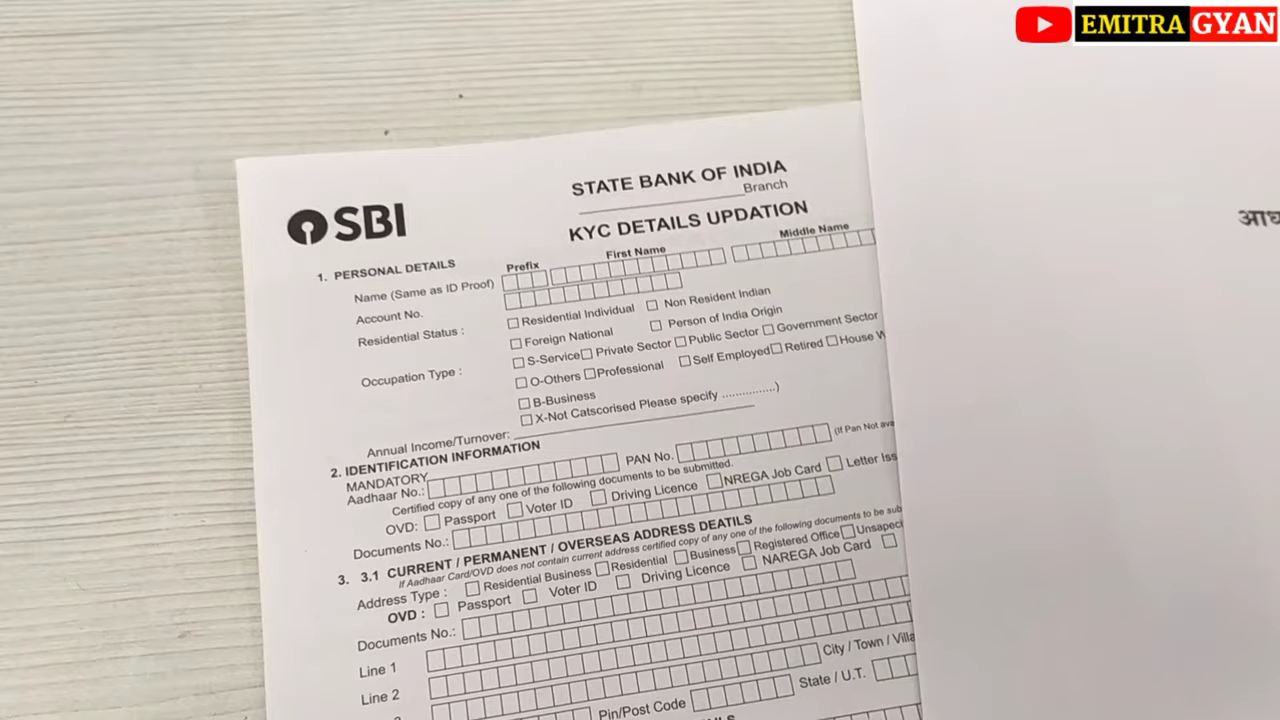 EMITRA GYAN
SBI
STATE BANK OF INDIA
Branch
KYC DETAILS UPDATION
1. PERSONAL DETAILS
Prefix First Name Middle Name
Name (Same as ID Proof)
Account No.
Residential Status : Residential Individual Non Resident Indian
Foreign National Person of India Origin
Occupation Type : S-Service Private Sector Public Sector Government Sector
O-Others Professional Self Employed Retired House
B-Business
X-Not Catscorised Please specify ................)
Annual Income/Turnover:
2. IDENTIFICATION INFORMATION
MANDATORY
Aadhaar No.: PAN No. (If Pan Not
Certified copy of any one of the following documents to be submitted.
OVD: Passport Voter ID Driving Licence NREGA Job Card Letter
Documents No.:
3. 3.1 CURRENT / PERMANENT / OVERSEAS ADDRESS DEATILS
If Aadhaar Card/OVD does not contain current address certified copy of any one of the following documents to be
Address Type : Residential Business Residential Business Registered Office
OVD : Passport Voter ID Driving Licence NAREGA Job Card
Documents No.:
Line 1
Line 2
City / Town /
Pin/Post Code State / U.T.